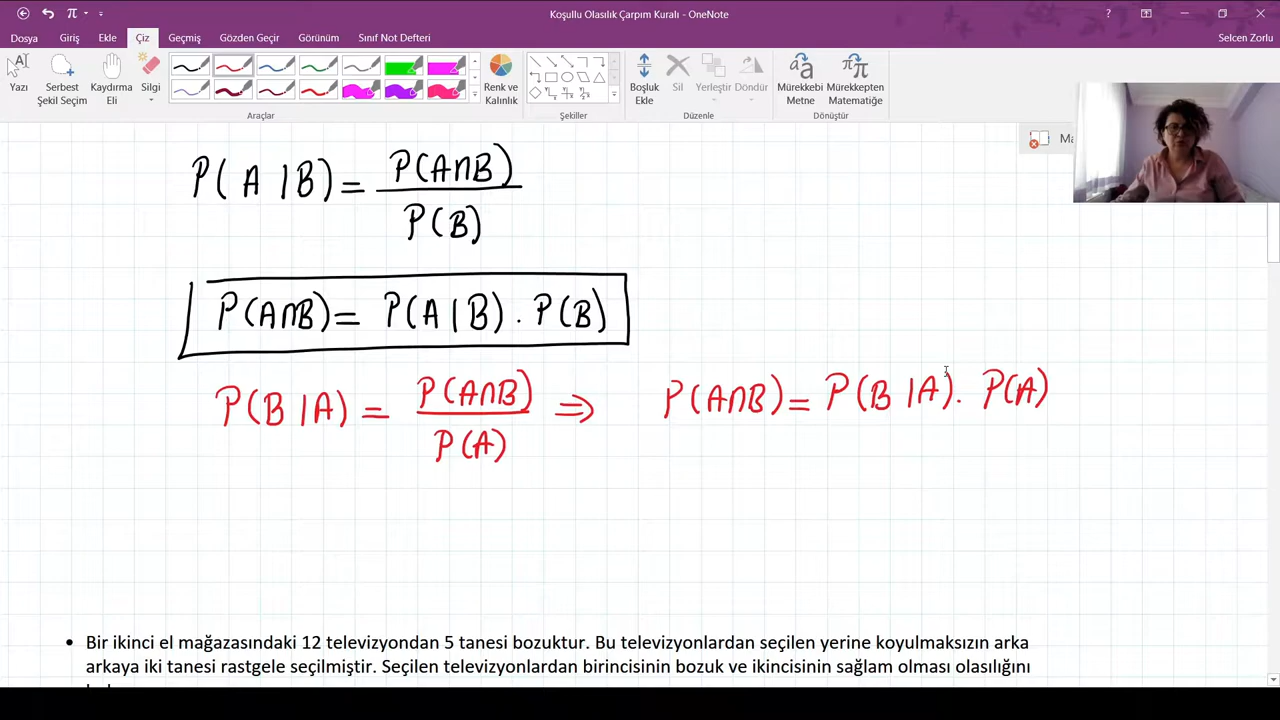 Koşullu Olasılık Çarpım Kuralı - OneNote
Dosya Giriş Ekle Çiz Geçmiş Gözden Geçir Görünüm Sınıf Not Defteri Selcen Zorlu
Yazı Serbest Şekil Seçim Kaydırma Eli Silgi Renk ve Kalınlık Boşluk Ekle Sil Yerleştir Döndür Mürekkebi Metne Mürekkepten Matematiğe
Araçlar Şekiller Düzenle Dönüştür
P(A|B) = P(A∩B) / P(B)
P(A∩B) = P(A|B) . P(B)
P(B|A) = P(A∩B) / P(A) ⇒ P(A∩B) = P(B|A) . P(A)
• Bir ikinci el mağazasındaki 12 televizyondan 5 tanesi bozuktur. Bu televizyonlardan seçilen yerine koyulmaksızın arka
arkaya iki tanesi rastgele seçilmiştir. Seçilen televizyonlardan birincisinin bozuk ve ikincisinin sağlam olması olasılığını